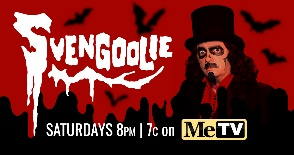 SVENGOOLIE
SATURDAYS 8PM | 7C on MeTV